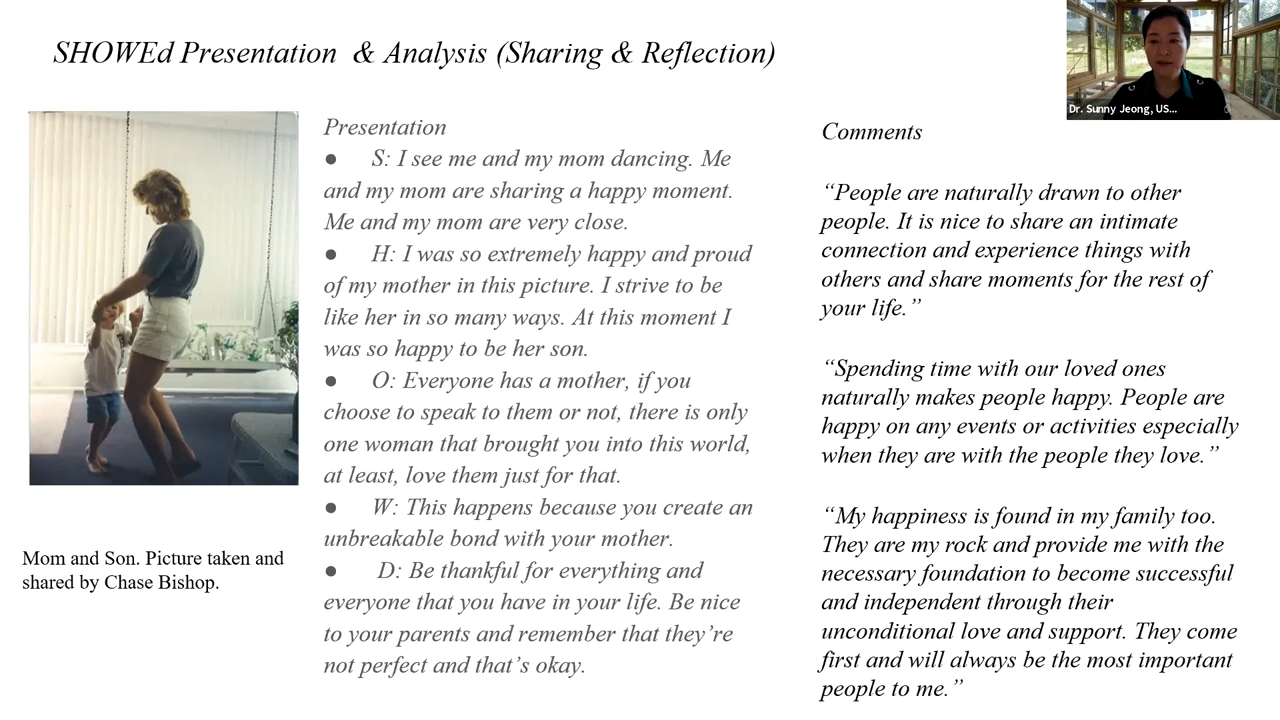 SHOWEd Presentation & Analysis (Sharing & Reflection)
Dr. Sunny Jeong, US...
Mom and Son. Picture taken and
shared by Chase Bishop.
Presentation
● S: I see me and my mom dancing. Me
and my mom are sharing a happy moment.
Me and my mom are very close.
● H: I was so extremely happy and proud
of my mother in this picture. I strive to be
like her in so many ways. At this moment I
was so happy to be her son.
● O: Everyone has a mother, if you
choose to speak to them or not, there is only
one woman that brought you into this world,
at least, love them just for that.
● W: This happens because you create an
unbreakable bond with your mother.
● D: Be thankful for everything and
everyone that you have in your life. Be nice
to your parents and remember that they’re
not perfect and that’s okay.
Comments
“People are naturally drawn to other
people. It is nice to share an intimate
connection and experience things with
others and share moments for the rest of
your life.”
“Spending time with our loved ones
naturally makes people happy. People are
happy on any events or activities especially
when they are with the people they love.”
“My happiness is found in my family too.
They are my rock and provide me with the
necessary foundation to become successful
and independent through their
unconditional love and support. They come
first and will always be the most important
people to me.”